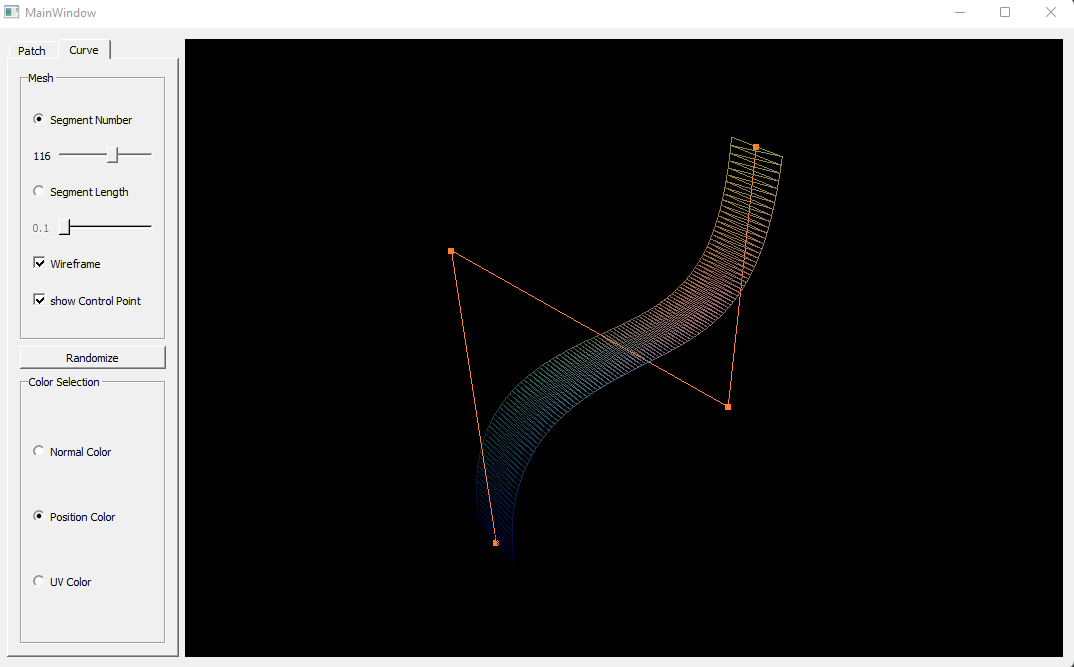 MainWindow
Patch
Curve
Mesh
Segment Number
116
Segment Length
0.1
Wireframe
show Control Point
Randomize
Color Selection
Normal Color
Position Color
UV Color